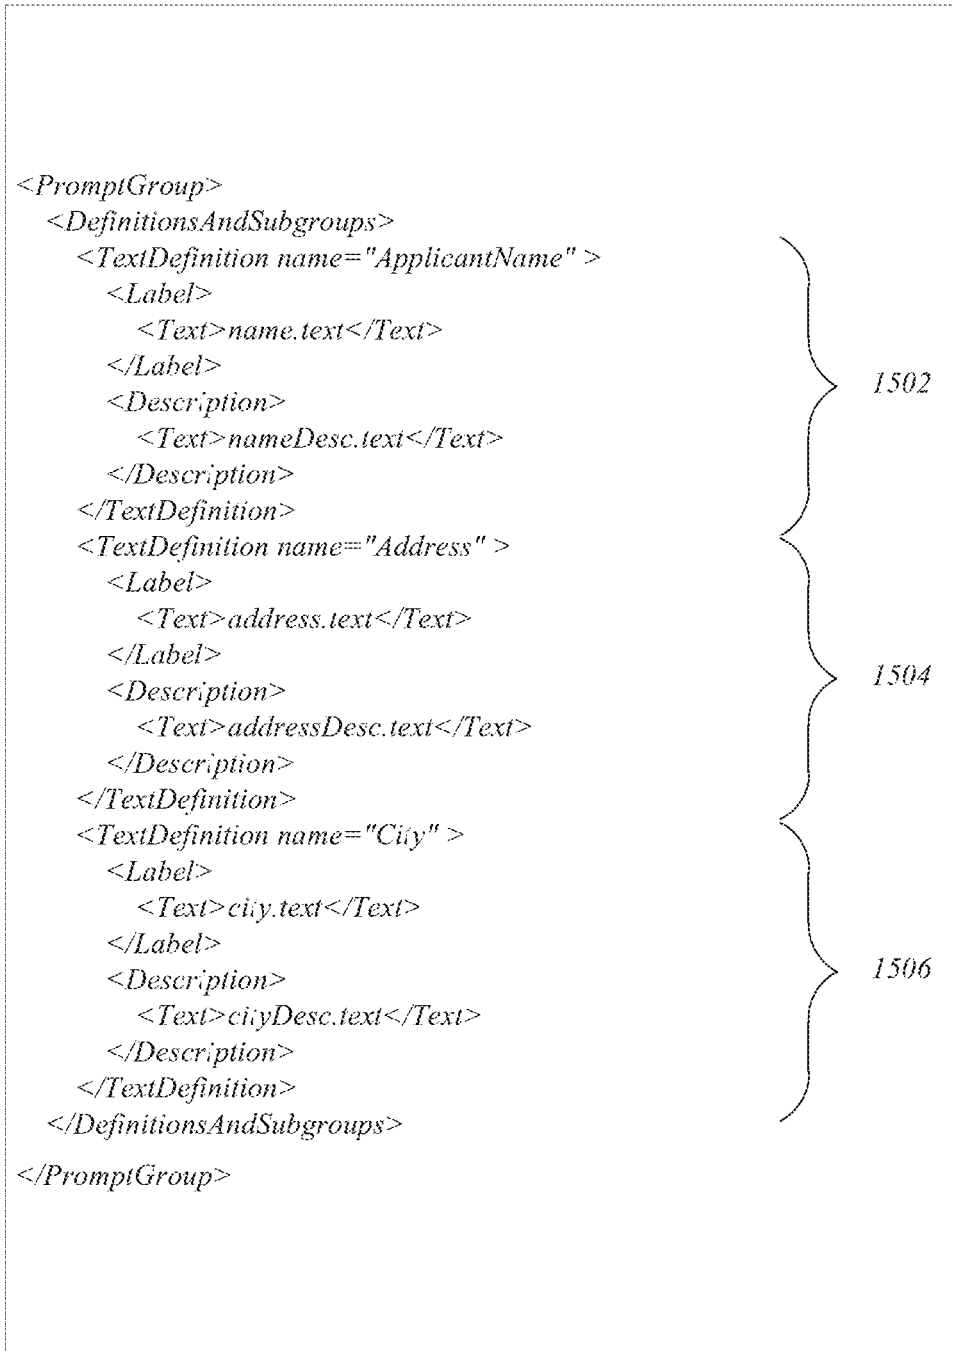 <PromptGroup>
<DefinitionsAndSubgroups>
<TextDefinition name="ApplicantName" >
<Label>
<Text>name.text</Text>
</Label>
1502
<Description>
<Text>nameDesc.text</Text>
</Description>
</TextDefinition>
<TextDefinition name="Address" >
<Label>
<Text>address.text</Text>
</Label>
1504
<Description>
<Text>addressDesc.text</Text>
</Description>
</TextDefinition>
<TextDefinition name="City" >
<Label>
<Text>city.text</Text>
</Label>
1506
<Description>
<Text>cityDesc.text</Text>
</Description>
</TextDefinition>
</DefinitionsAndSubgroups>
</PromptGroup>